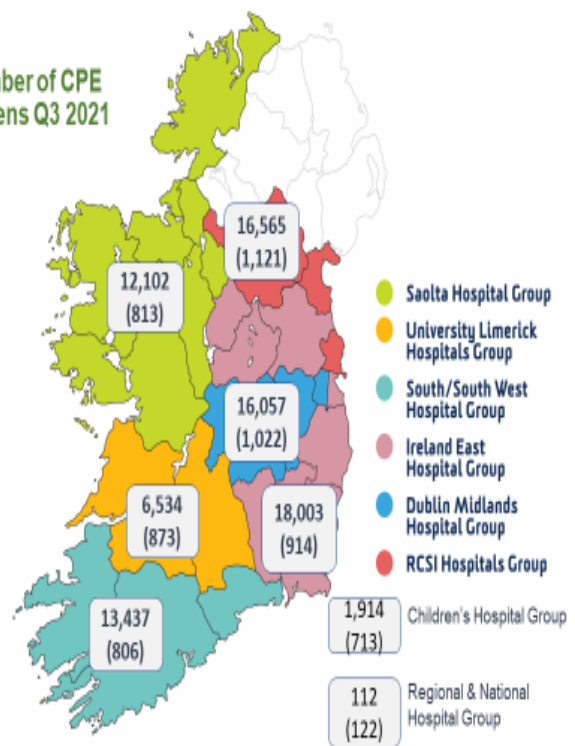 ber of CPE
ens Q3 2021
16,565
(1,121)
12,102
(813)
16,057
(1,022)
6,534
(873)
18,003
(914)
13,437
(806)
Saolta Hospital Group
University Limerick
Hospitals Group
South/South West
Hospital Group
Ireland East
Hospital Group
Dublin Midlands
Hospital Group
RCSI Hospitals Group
1,914
(713)
Children's Hospital Group
112
(122)
Regional & National
Hospital Group